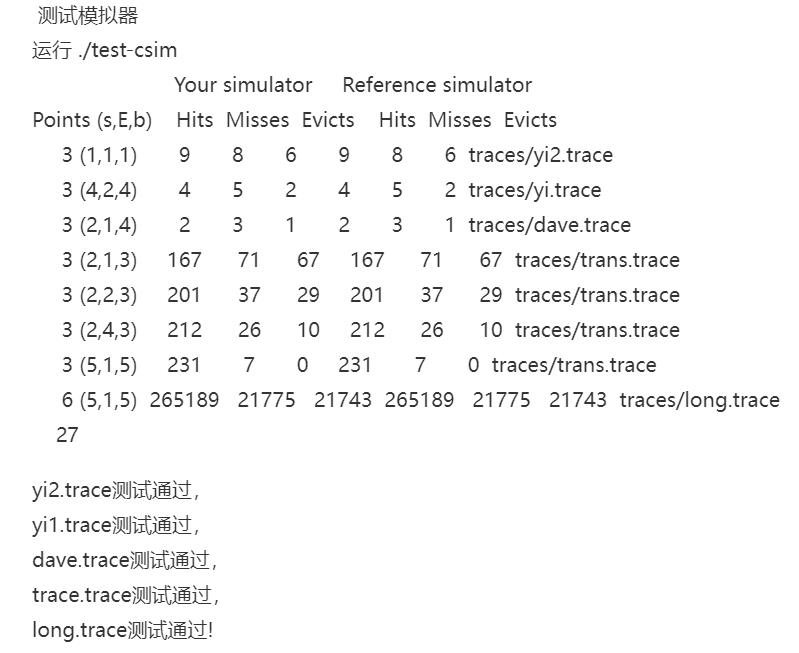 测试模拟器
运行 ./test-csim
Your simulator Reference simulator
Points (s,E,b) Hits Misses Evicts Hits Misses Evicts
3 (1,1,1) 9 8 6 9 8 6 traces/yi2.trace
3 (4,2,4) 4 5 2 4 5 2 traces/yi.trace
3 (2,1,4) 2 3 1 2 3 1 traces/dave.trace
3 (2,1,3) 167 71 67 167 71 67 traces/trans.trace
3 (2,2,3) 201 37 29 201 37 29 traces/trans.trace
3 (2,4,3) 212 26 10 212 26 10 traces/trans.trace
3 (5,1,5) 231 7 0 231 7 0 traces/trans.trace
6 (5,1,5) 265189 21775 21743 265189 21775 21743 traces/long.trace
27
yi2.trace测试通过，
yi1.trace测试通过，
dave.trace测试通过，
trace.trace测试通过，
long.trace测试通过!